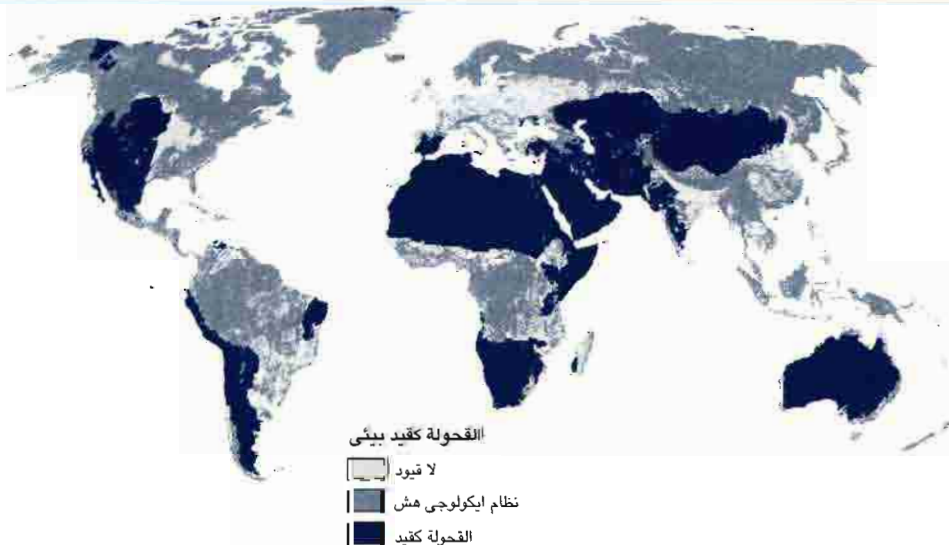 القحولة كقيد بيئى
لا قيود
نظام ايكولوجى هش
القحولة كقيد